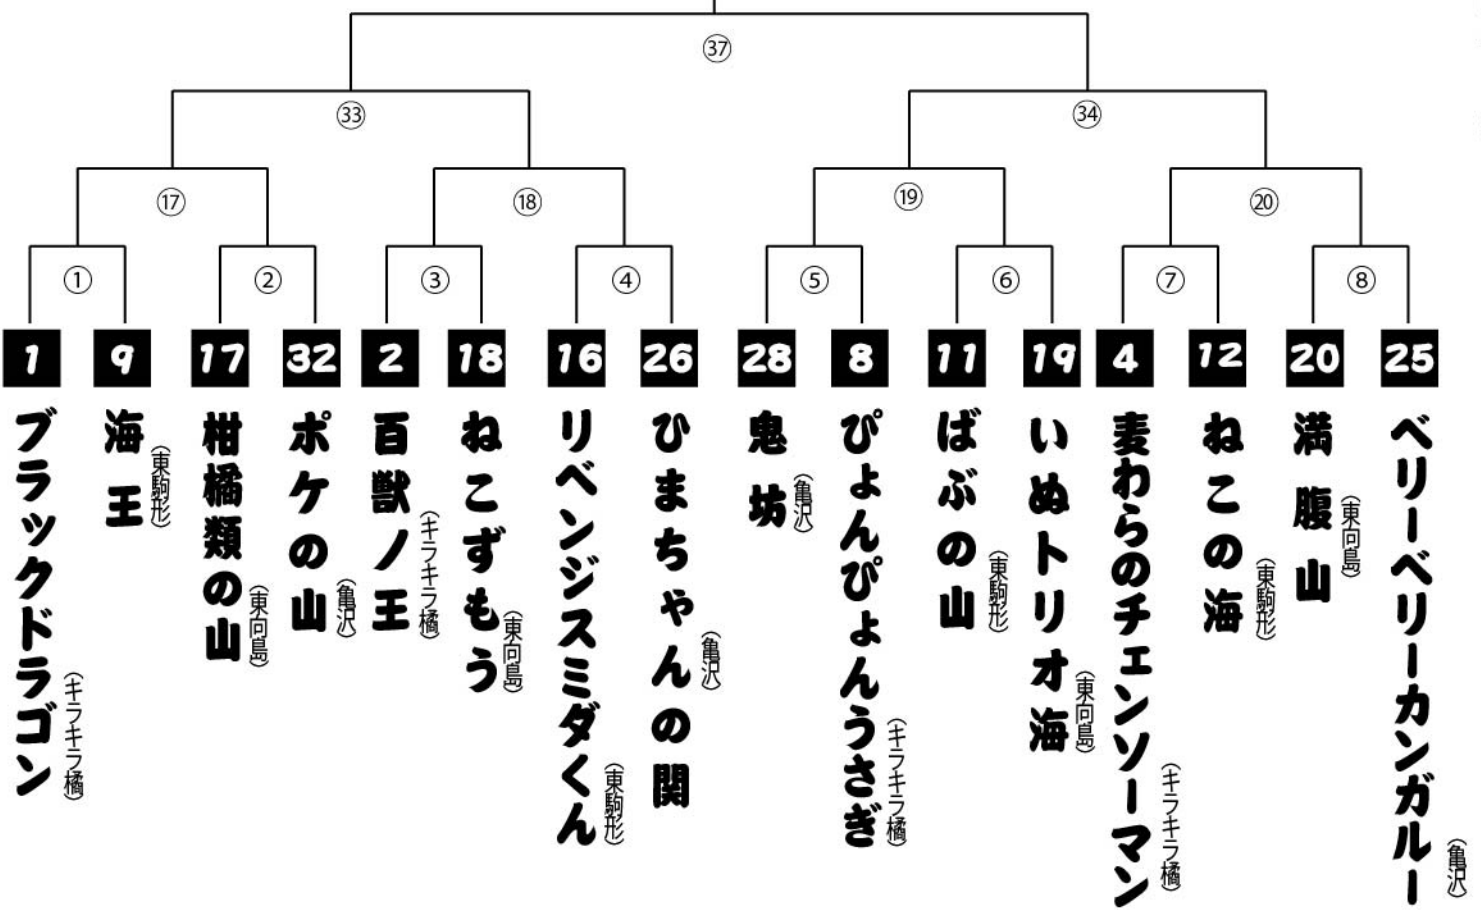 ㊲
㉝
㉞
⑰
⑱
⑲
⑳
①
②
③
④
⑤
⑥
⑦
⑧
1
ブラックドラゴン
(キラキラ橘)
9
海王
(東駒形)
17
柑橘類の山
(東向島)
32
ポケの山
(亀沢)
2
百獣ノ王
(キラキラ橘)
18
ねこずもう
(東向島)
16
リベンジスミダくん
(東駒形)
26
ひまちゃんの関
(亀沢)
28
鬼坊
(亀沢)
8
ぴょんぴょんうさぎ
(キラキラ橘)
11
ばぶの山
(東駒形)
19
いぬトリオ海
(東向島)
4
麦わらのチェンソーマン
(キラキラ橘)
12
ねこの海
(東駒形)
20
満腹山
(東向島)
25
ベリーベリーカンガルー
(亀沢)